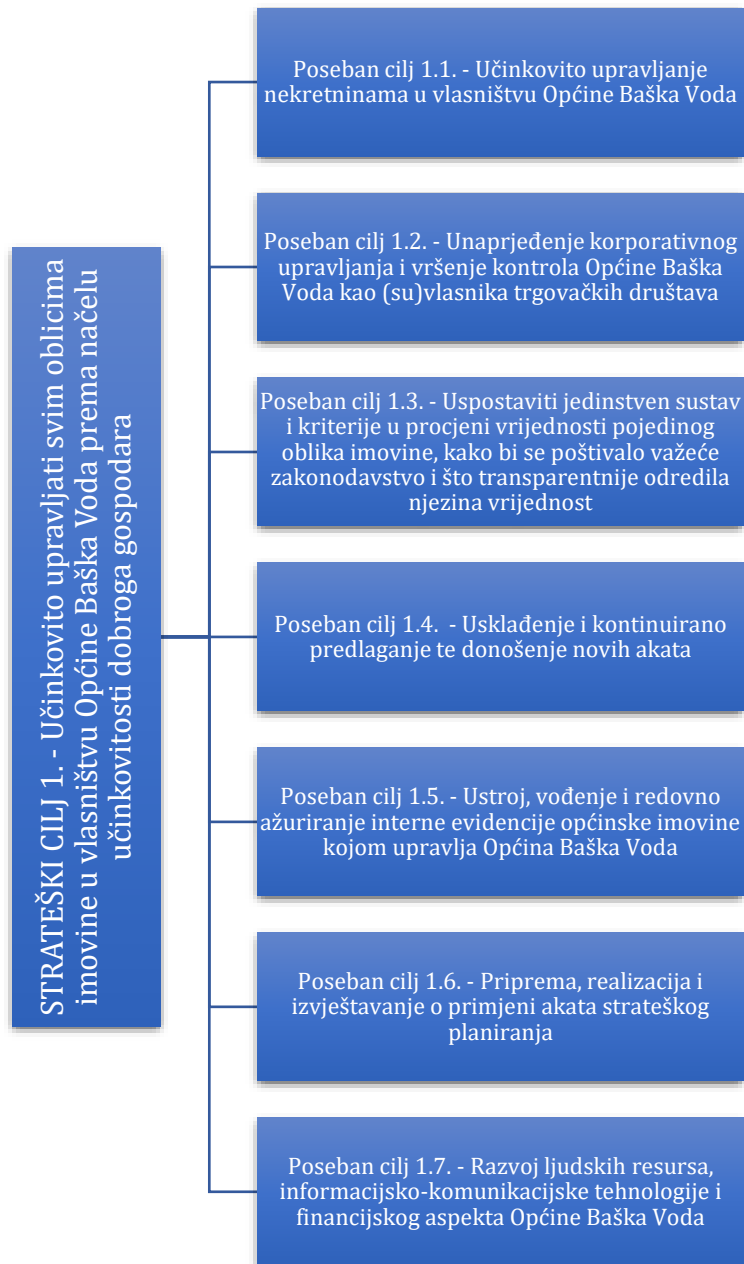 STRATEŠKI CILJ 1. - Učinkovito upravljati svim oblicima
imovine u vlasništvu Općine Baška Voda prema načelu
učinkovitosti dobroga gospodara
Poseban cilj 1.1. - Učinkovito upravljanje
nekretninama u vlasništvu Općine Baška Voda
Poseban cilj 1.2. - Unaprjeđenje korporativnog
upravljanja i vršenje kontrola Općine Baška
Voda kao (su)vlasnika trgovačkih društava
Poseban cilj 1.3. - Uspostaviti jedinstven sustav
i kriterije u procjeni vrijednosti pojedinog
oblika imovine, kako bi se poštivalo važeće
zakonodavstvo i što transparentnije odredila
njezina vrijednost
Poseban cilj 1.4.  - Usklađenje i kontinuirano
predlaganje te donošenje novih akata
Poseban cilj 1.5. - Ustroj, vođenje i redovno
ažuriranje interne evidencije općinske imovine
kojom upravlja Općina Baška Voda
Poseban cilj 1.6. - Priprema, realizacija i
izvještavanje o primjeni akata strateškog
planiranja
Poseban cilj 1.7. - Razvoj ljudskih resursa,
informacijsko-komunikacijske tehnologije i
financijskog aspekta Općine Baška Voda